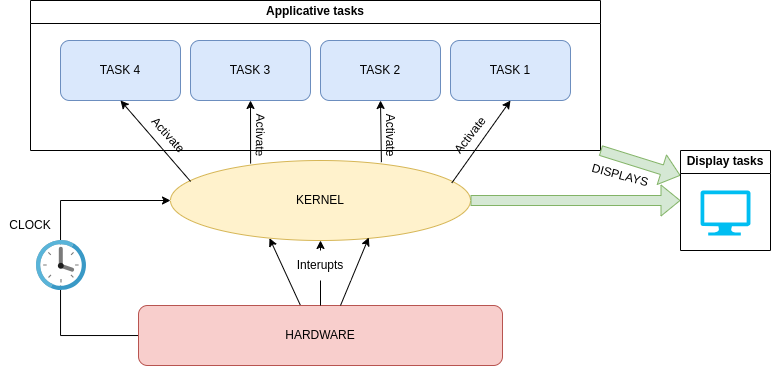 Applicative tasks
TASK 4
TASK 3
TASK 2
TASK 1
Activate
Activate
Activate
Activate
Display tasks
DISPLAYS
KERNEL
CLOCK
Interupts
HARDWARE